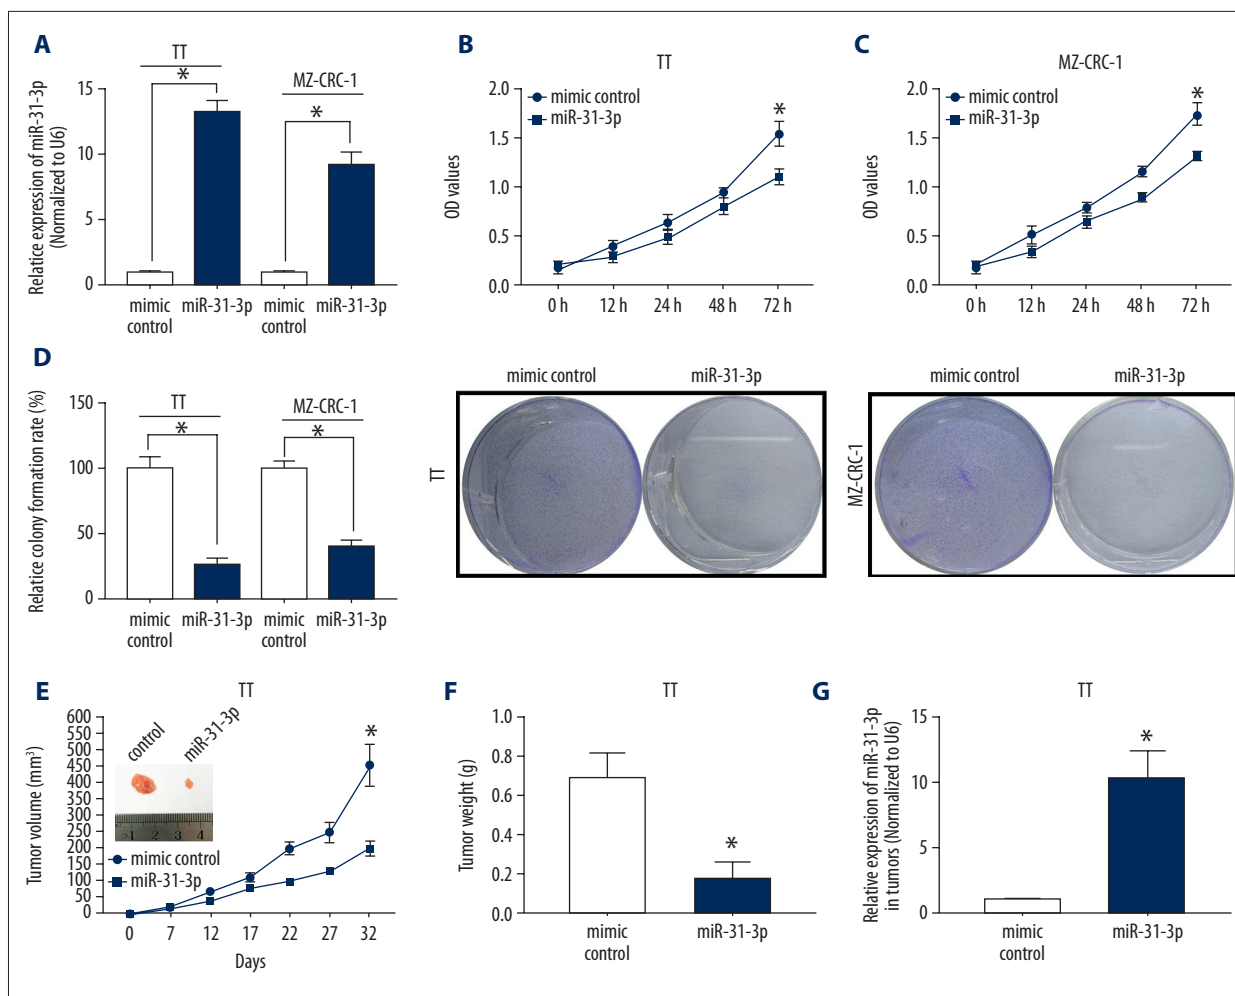 A
TT
MZ-CRC-1
*
*
Relatice expression of miR-31-3p
(Normalized to U6)
15
10
5
0
mimic
control
miR-31-3p
mimic
control
miR-31-3p
B
TT
mimic control
miR-31-3p
*
OD values
2.0
1.5
1.0
0.5
0.0
0 h
12 h
24 h
48 h
72 h
C
MZ-CRC-1
mimic control
miR-31-3p
*
OD values
2.0
1.5
1.0
0.5
0.0
0 h
12 h
24 h
48 h
72 h
D
TT
MZ-CRC-1
*
*
Relatice colony formation rate (%)
150
100
50
0
mimic
control
miR-31-3p
mimic
control
miR-31-3p
mimic control
miR-31-3p
TT
mimic control
miR-31-3p
MZ-CRC-1
E
TT
control
miR-31-3p
1 2 3 4
mimic control
miR-31-3p
*
Tumor volume (mm³)
600
550
500
450
400
350
300
250
200
150
100
50
0
0
7
12
17
22
27
32
Days
F
TT
*
Tumor weight (g)
1.0
0.8
0.6
0.4
0.2
0.0
mimic
control
miR-31-3p
G
TT
*
Relative expression of miR-31-3p
in tumors (Normalized to U6)
15
10
5
0
mimic
control
miR-31-3p